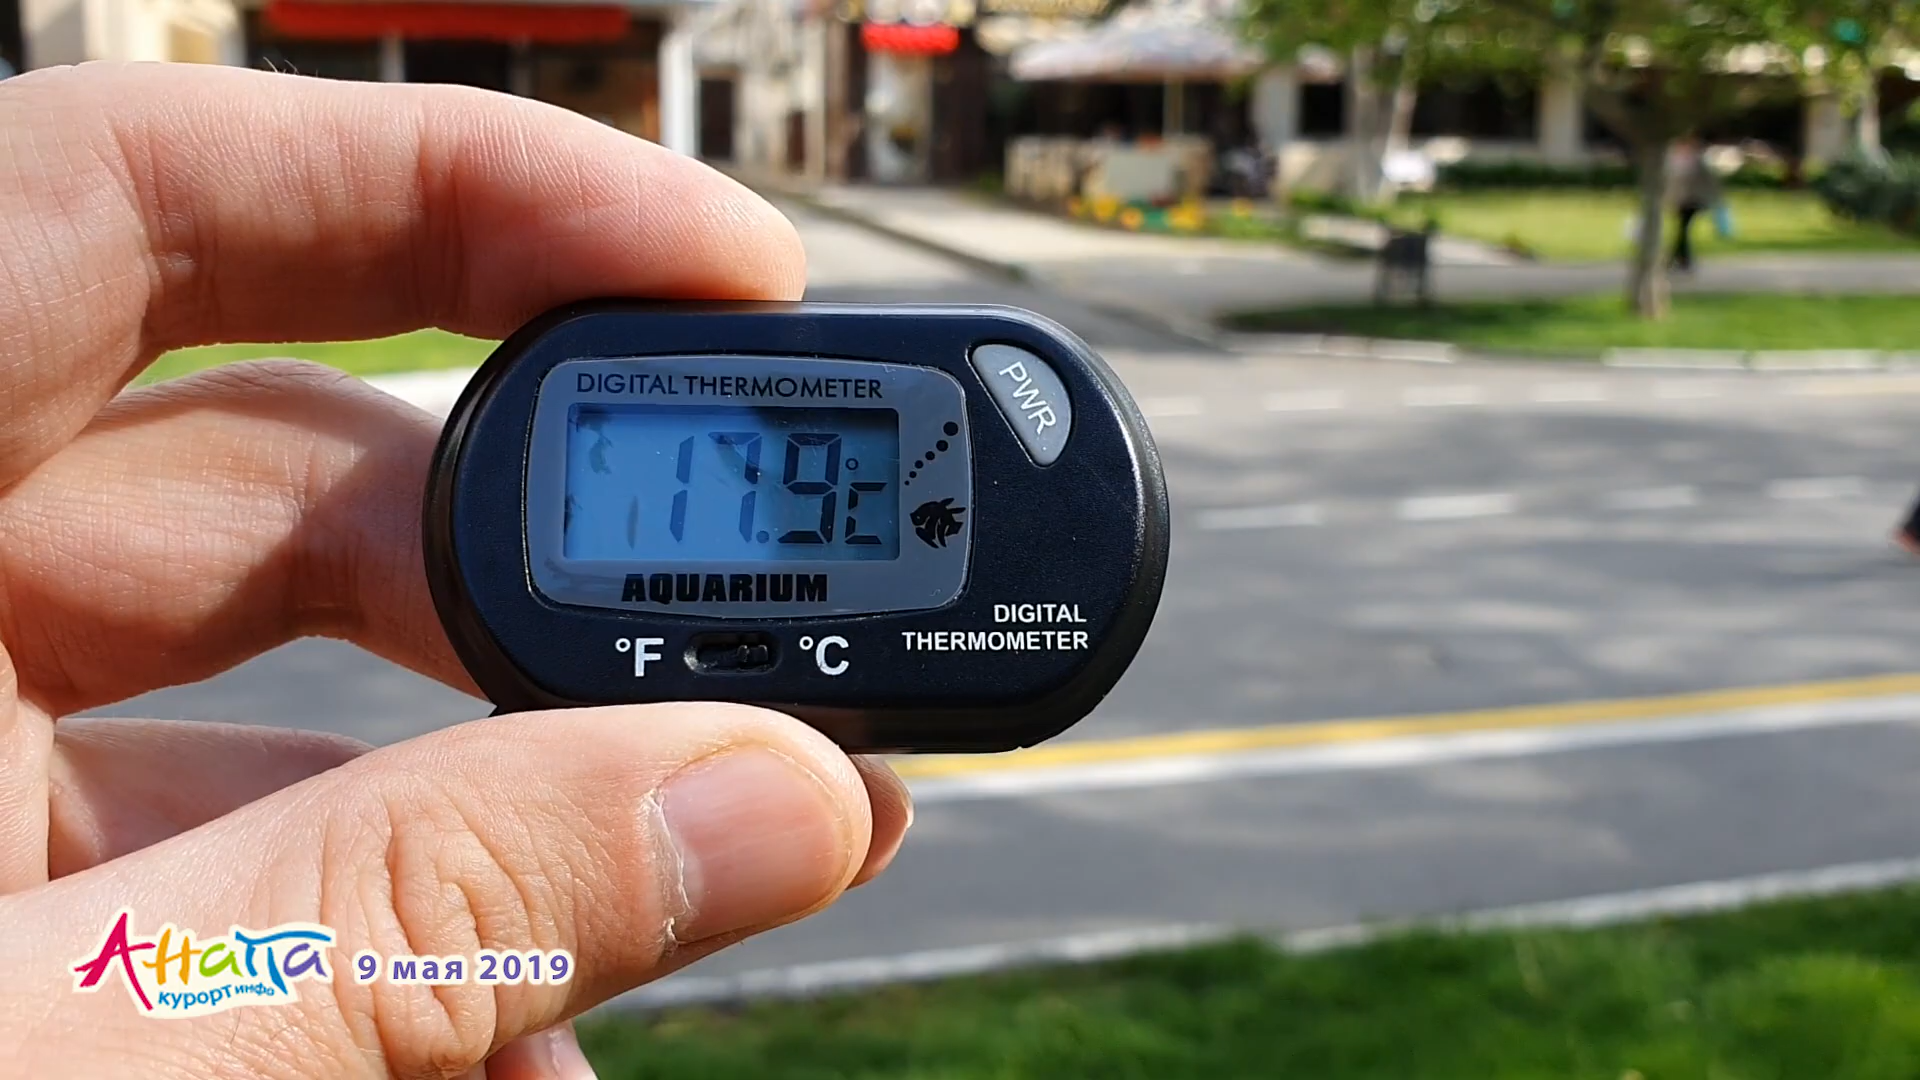 DIGITAL THERMOMETER
PWR
17.9°C
AQUARIUM
°F °C
DIGITAL
THERMOMETER
Анапа
курорт инфо
9 мая 2019